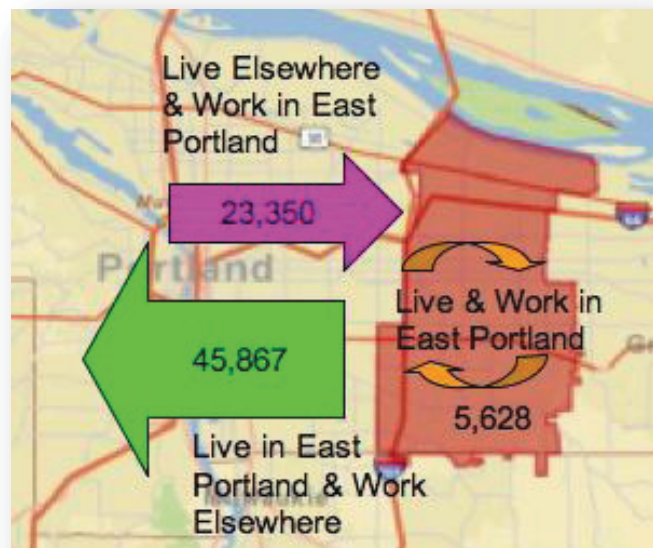 Live Elsewhere
& Work in East
Portland
23,350
Portland
Live & Work in
East Portland
45,867
5,628
Live in East
Portland & Work
Elsewhere